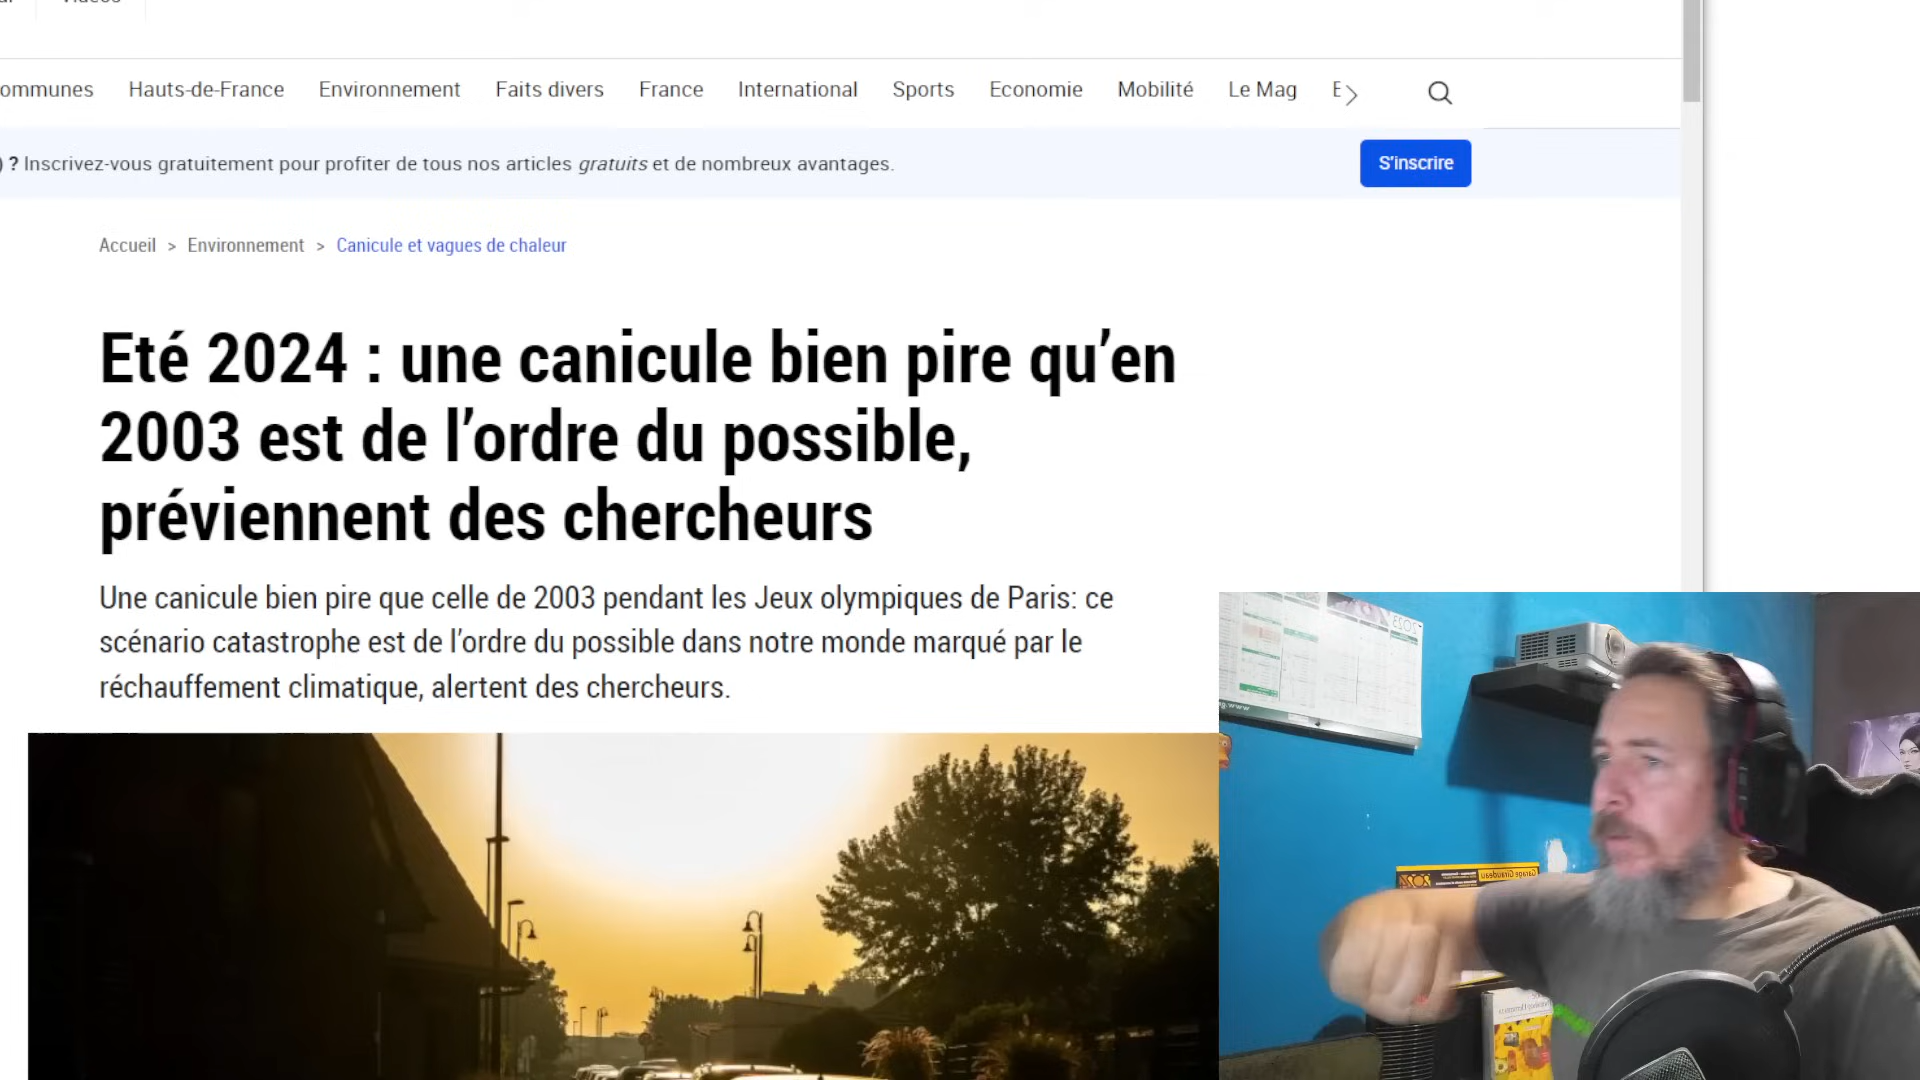 Hauts-de-France Environnement Faits divers France International Sports Economie Mobilité Le Mag
? Inscrivez-vous gratuitement pour profiter de tous nos articles gratuits et de nombreux avantages.
S'inscrire
Accueil > Environnement > Canicule et vagues de chaleur
Eté 2024 : une canicule bien pire qu’en
2003 est de l’ordre du possible,
préviennent des chercheurs
Une canicule bien pire que celle de 2003 pendant les Jeux olympiques de Paris: ce
scénario catastrophe est de l’ordre du possible dans notre monde marqué par le
réchauffement climatique, alertent des chercheurs.
2023
Garage Giraudeau